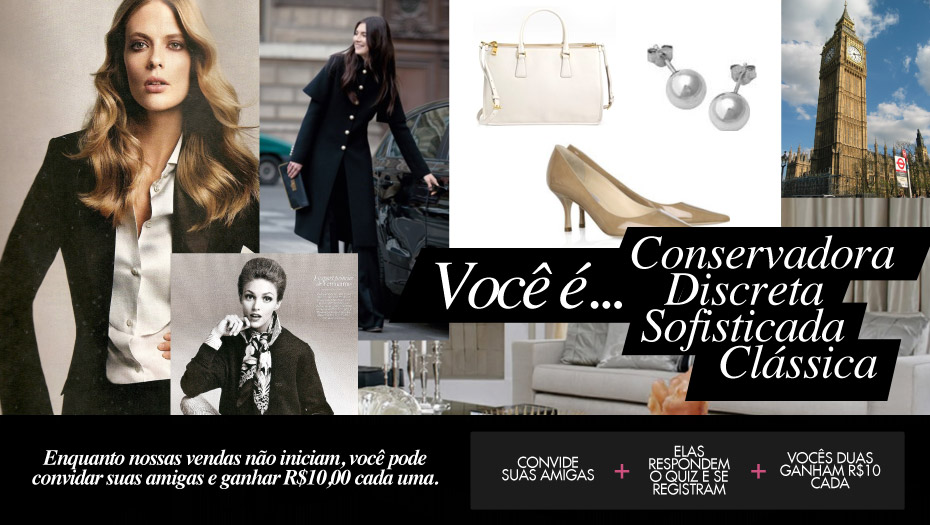 Você é...
Conservadora
Discreta
Sofisticada
Clássica
Enquanto nossas vendas não iniciam, você pode
convidar suas amigas e ganhar R$10,00 cada uma.
CONVIDE
SUAS AMIGAS
+
ELAS
RESPONDEM
O QUIZ E SE
REGISTRAM
+
VOCÊS DUAS
GANHAM R$10
CADA